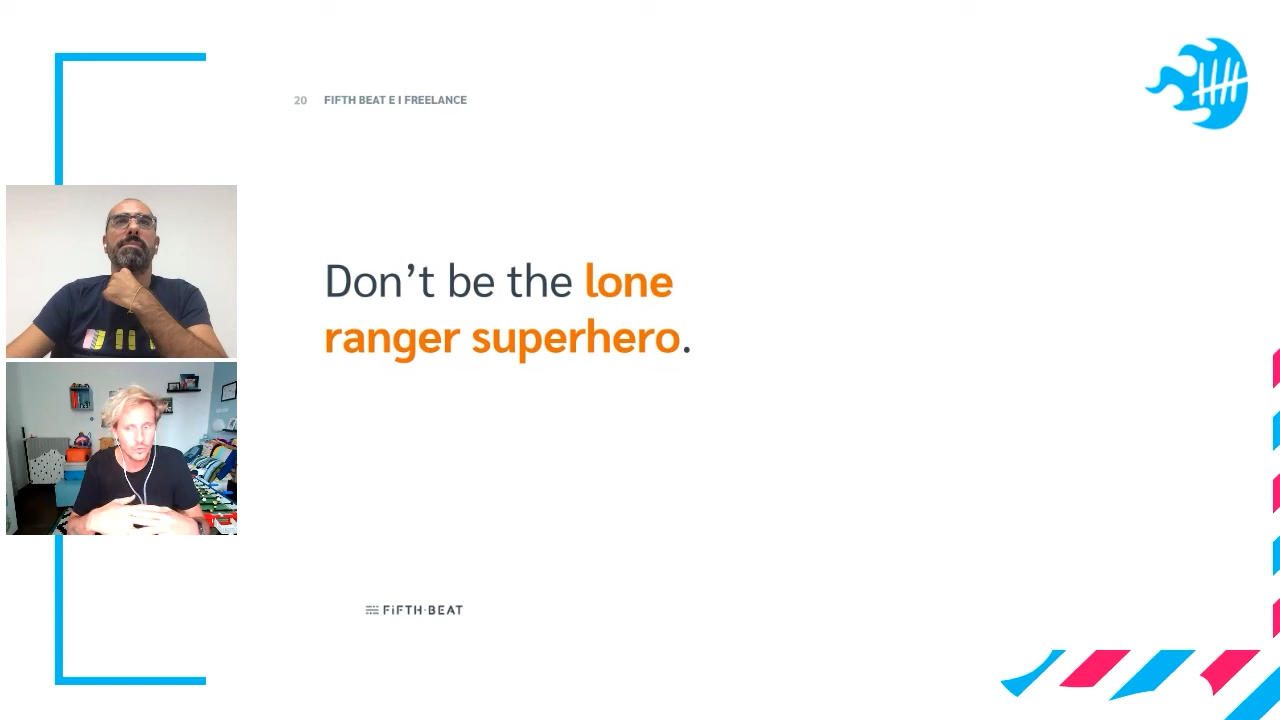 20 FIFTH BEAT E I FREELANCE
Don’t be the lone
ranger superhero.
FiFTH·BEAT